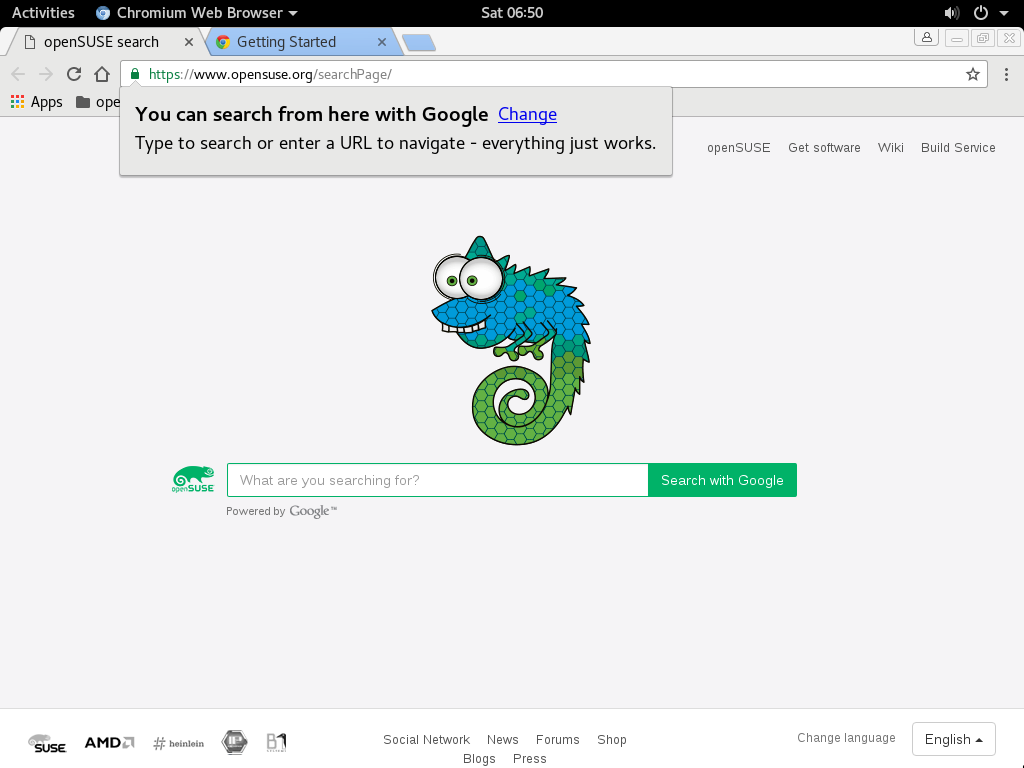 Activities Chromium Web Browser Sat 06:50
openSUSE search Getting Started
https://www.opensuse.org/searchPage/
Apps ope
You can search from here with Google Change
Type to search or enter a URL to navigate - everything just works.
openSUSE Get software Wiki Build Service
openSUSE
What are you searching for? Search with Google
Powered by Google™
SUSE AMD # heinlein IP B1
Social Network News Forums Shop
Blogs Press
Change language English